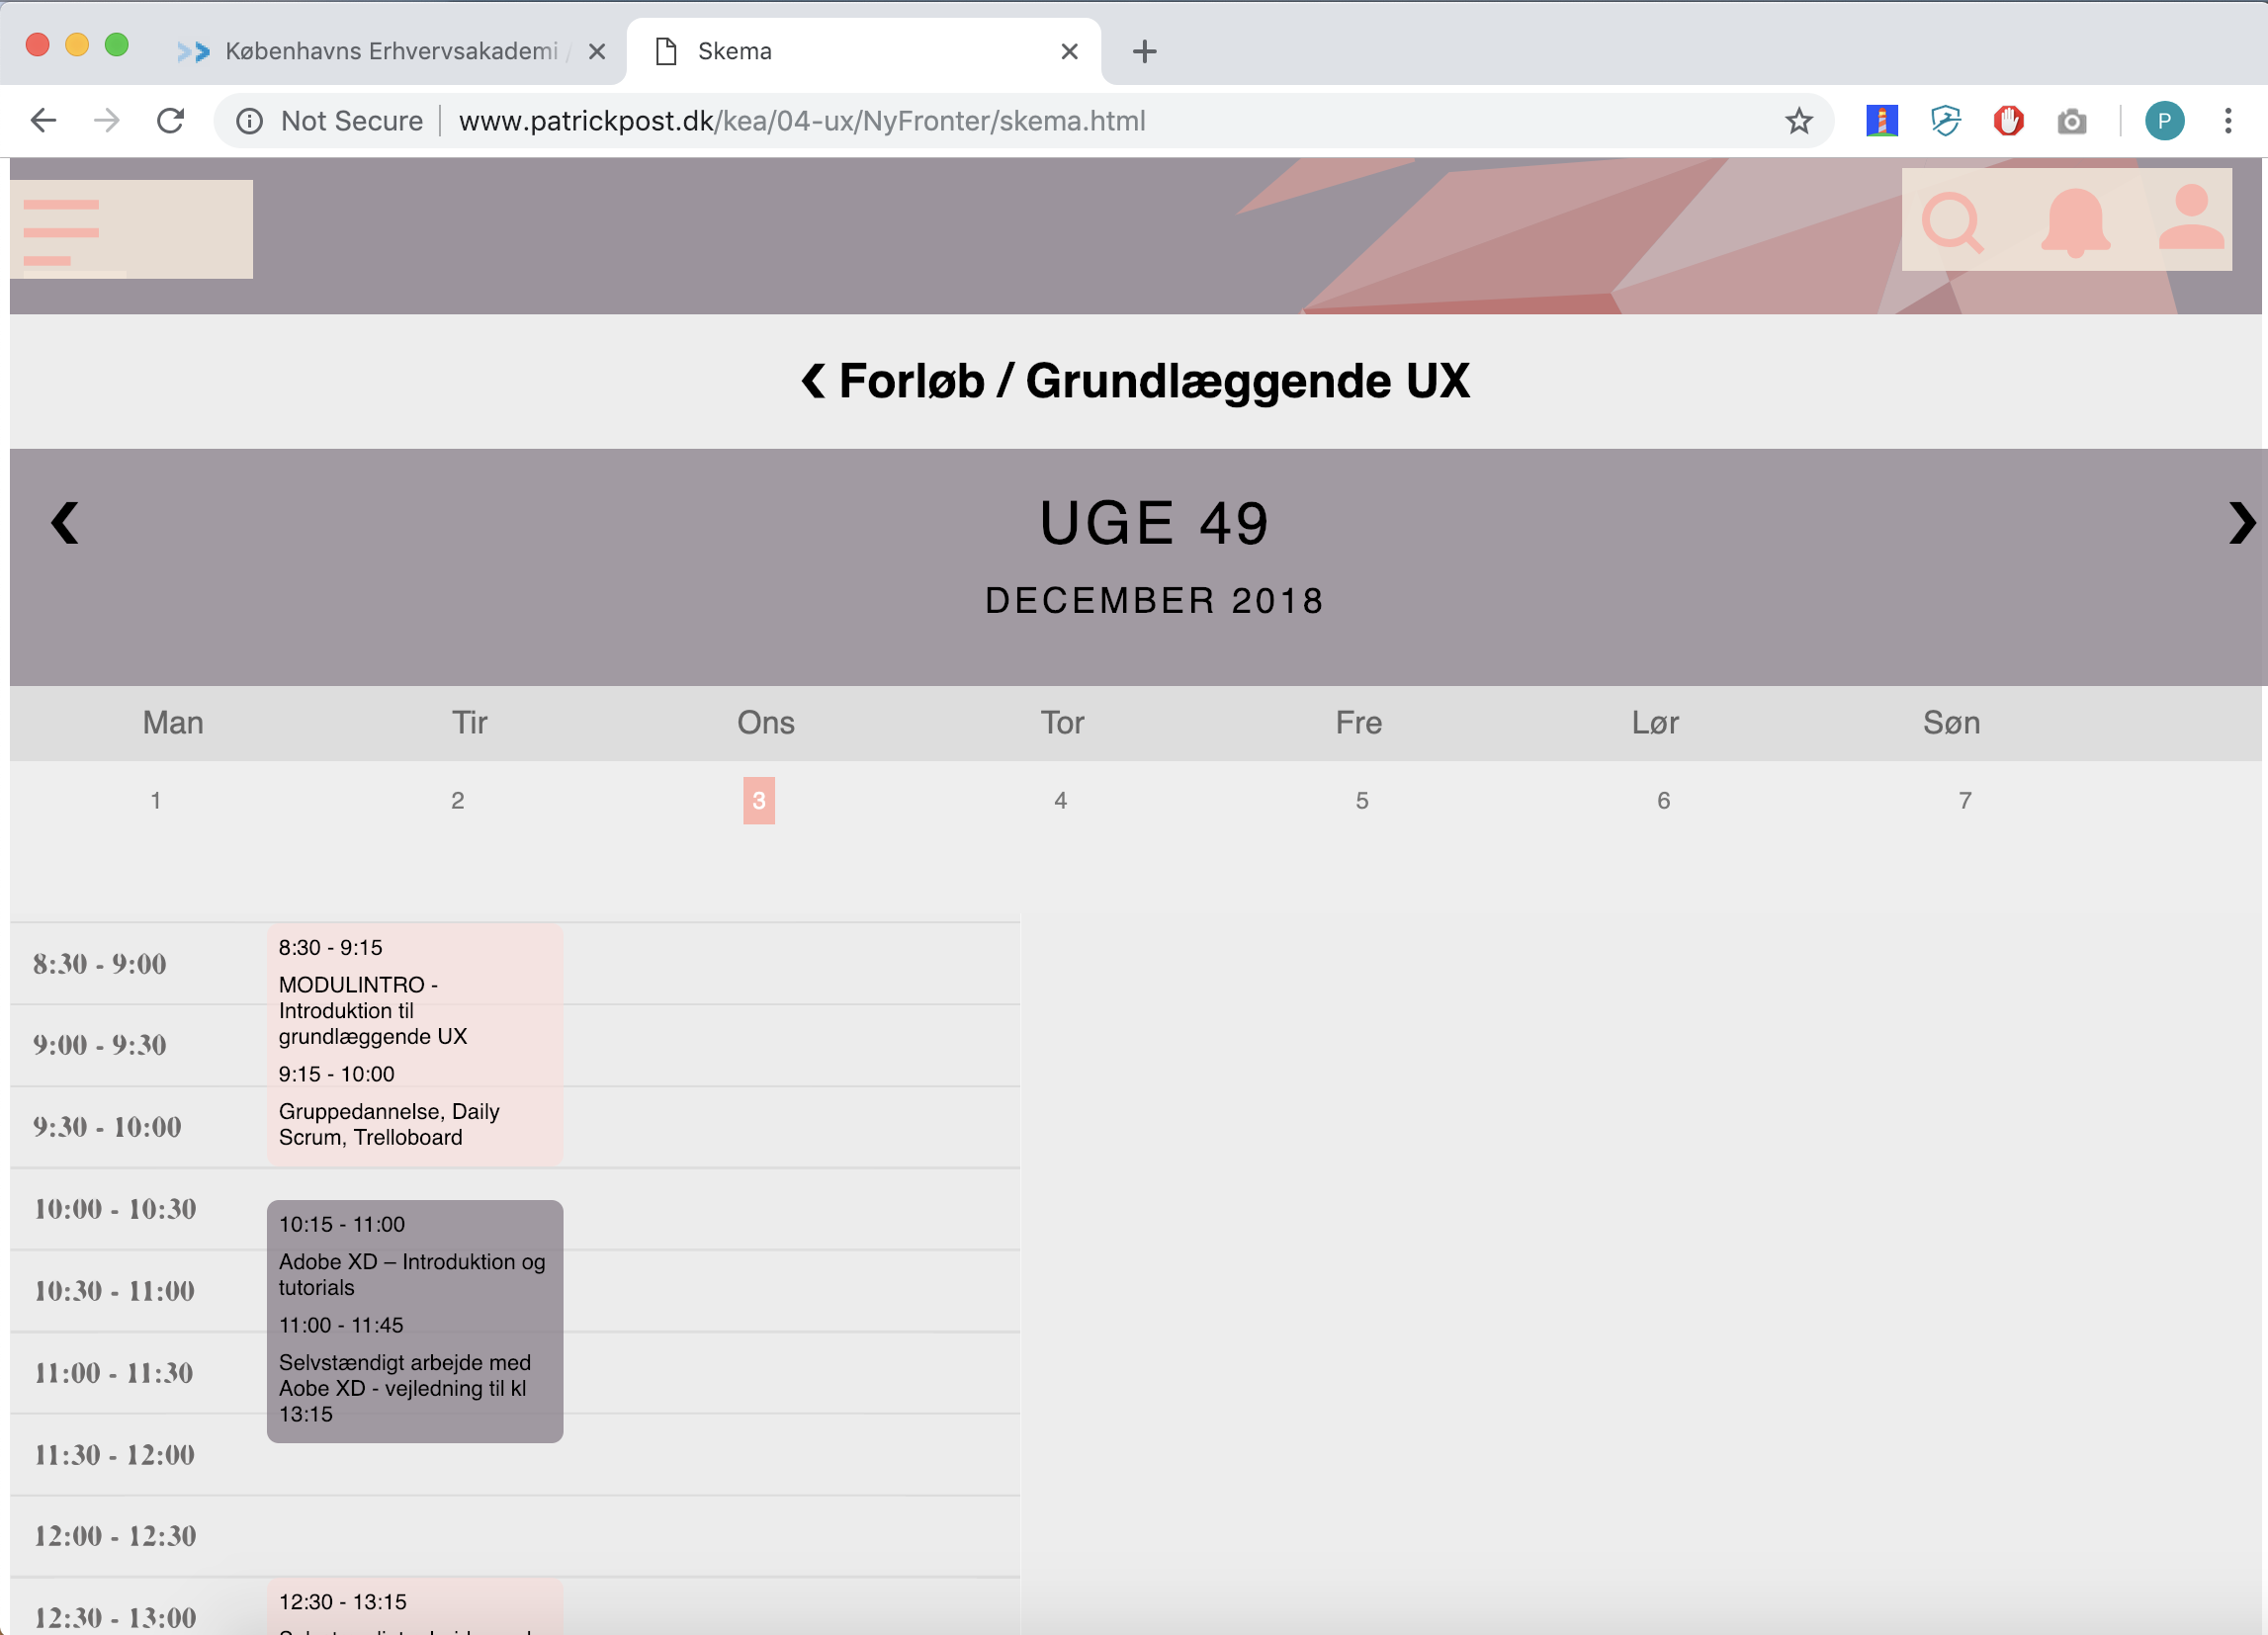 Københavns Erhvervsakademi /
Skema
Not Secure | www.patrickpost.dk/kea/04-ux/NyFronter/skema.html
P
❮ Forløb / Grundlæggende UX
❮ UGE 49 ❯
DECEMBER 2018
Man Tir Ons Tor Fre Lør Søn
1 2 3 4 5 6 7
8:30 - 9:00
9:00 - 9:30
9:30 - 10:00
10:00 - 10:30
10:30 - 11:00
11:00 - 11:30
11:30 - 12:00
12:00 - 12:30
12:30 - 13:00
8:30 - 9:15
MODULINTRO -
Introduktion til
grundlæggende UX
9:15 - 10:00
Gruppedannelse, Daily
Scrum, Trelloboard
10:15 - 11:00
Adobe XD – Introduktion og
tutorials
11:00 - 11:45
Selvstændigt arbejde med
Aobe XD - vejledning til kl
13:15
12:30 - 13:15